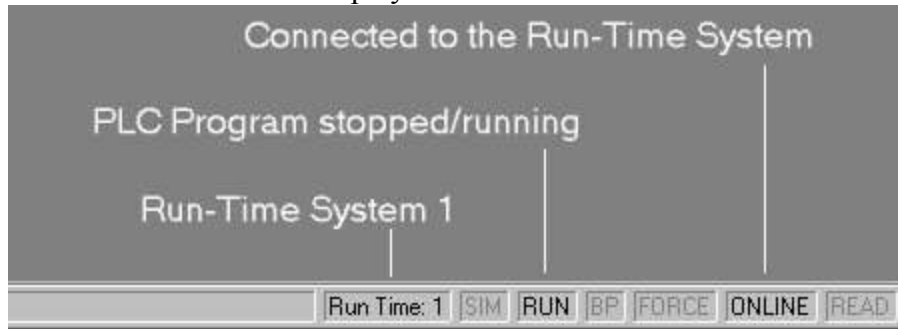 Connected to the Run-Time System
PLC Program stopped/running
Run-Time System 1
Run Time: 1 SIM RUN BP FORCE ONLINE READ